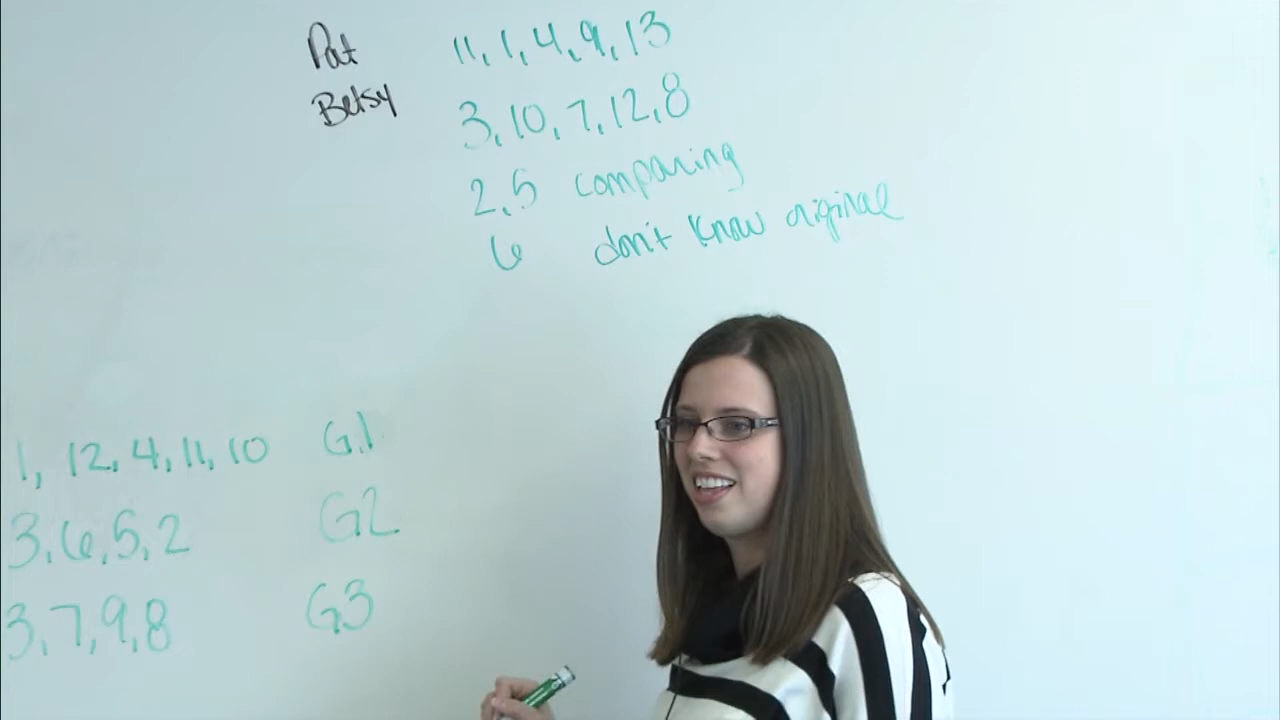 Pat 11, 1, 4, 9, 13
Betsy 3, 10, 7, 12, 8
2, 5 comparing
6 don't know original
1, 12, 4, 11, 10 G1
3, 6, 5, 2 G2
3, 7, 9, 8 G3